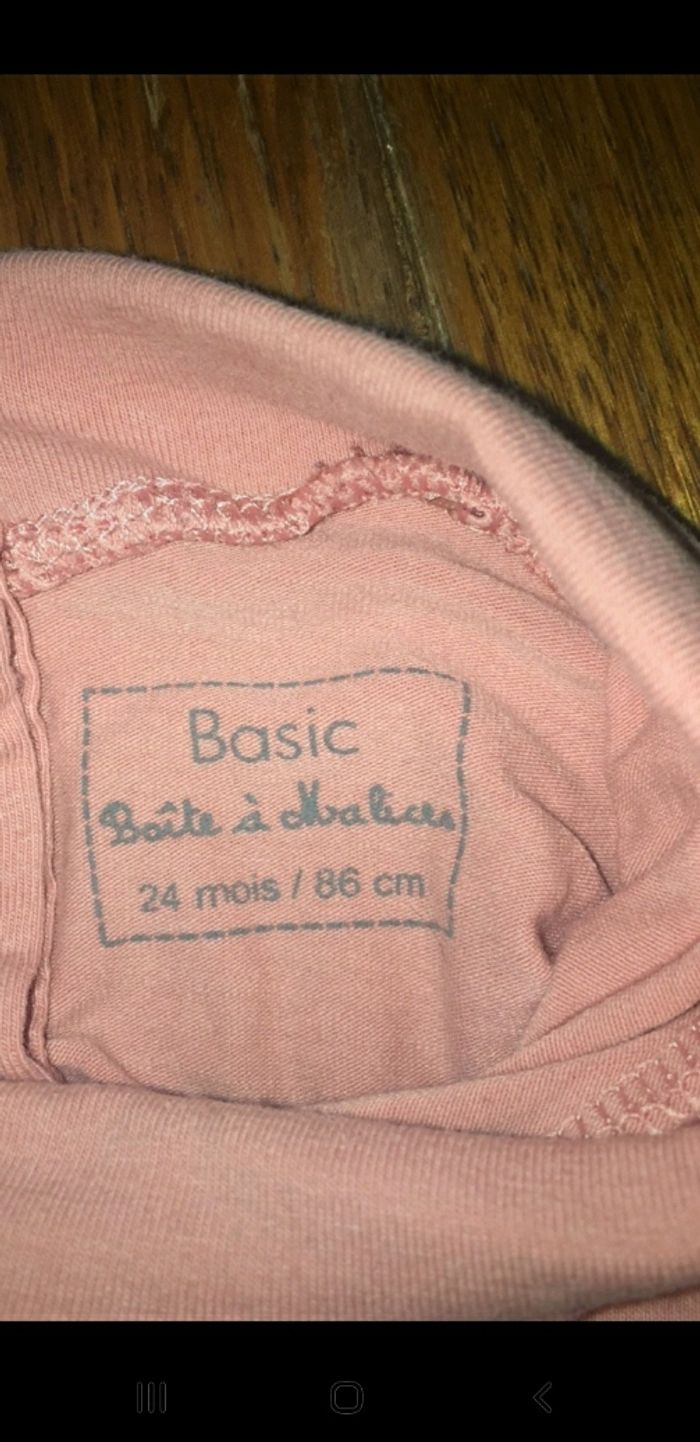 Basic
Boîte à Malices
24 mois / 86 cm